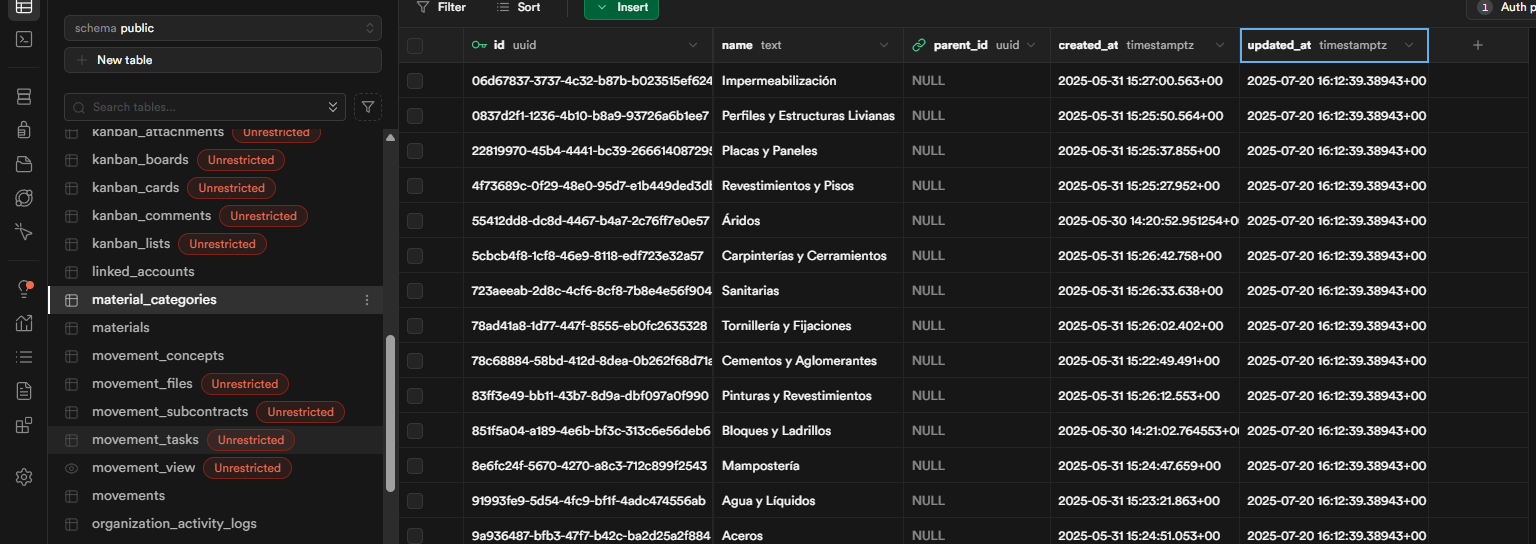 Filter Sort Insert 1 Auth p
schema public
New table
Search tables...
kanban_attachments Unrestricted
kanban_boards Unrestricted
kanban_cards Unrestricted
kanban_comments Unrestricted
kanban_lists Unrestricted
linked_accounts
material_categories
materials
movement_concepts
movement_files Unrestricted
movement_subcontracts Unrestricted
movement_tasks Unrestricted
movement_view Unrestricted
movements
organization_activity_logs
id uuid name text parent_id uuid created_at timestamptz updated_at timestamptz
06d67837-3737-4c32-b87b-b023515ef624 Impermeabilización NULL 2025-05-31 15:27:00.563+00 2025-07-20 16:12:39.38943+00
0837d2f1-1236-4b10-b8a9-93726a6b1ee7 Perfiles y Estructuras Livianas NULL 2025-05-31 15:25:50.564+00 2025-07-20 16:12:39.38943+00
22819970-45b4-4441-bc39-266614087295 Placas y Paneles NULL 2025-05-31 15:25:37.855+00 2025-07-20 16:12:39.38943+00
4f73689c-0f29-48e0-95d7-e1b449ded3db Revestimientos y Pisos NULL 2025-05-31 15:25:27.952+00 2025-07-20 16:12:39.38943+00
55412dd8-dc8d-4467-b4a7-2c76ff7e0e57 Áridos NULL 2025-05-30 14:20:52.951254+0 2025-07-20 16:12:39.38943+00
5cbcb4f8-1cf8-46e9-8118-edf723e32a57 Carpinterías y Cerramientos NULL 2025-05-31 15:26:42.758+00 2025-07-20 16:12:39.38943+00
723aeeab-2d8c-4cf6-8cf8-7b8e4e56f904 Sanitarias NULL 2025-05-31 15:26:33.638+00 2025-07-20 16:12:39.38943+00
78ad41a8-1d77-447f-8555-eb0fc2635328 Tornillería y Fijaciones NULL 2025-05-31 15:26:02.402+00 2025-07-20 16:12:39.38943+00
78c68884-58bd-412d-8dea-0b262f68d71a Cementos y Aglomerantes NULL 2025-05-31 15:22:49.491+00 2025-07-20 16:12:39.38943+00
83ff3e49-bb11-43b7-8d9a-dbf097a0f990 Pinturas y Revestimientos NULL 2025-05-31 15:26:12.553+00 2025-07-20 16:12:39.38943+00
851f5a04-a189-4e6b-bf3c-313c6e56deb6 Bloques y Ladrillos NULL 2025-05-30 14:21:02.764553+0 2025-07-20 16:12:39.38943+00
8e6fc24f-5670-4270-a8c3-712c899f2543 Mampostería NULL 2025-05-31 15:24:47.659+00 2025-07-20 16:12:39.38943+00
91993fe9-5d54-4fc9-bf1f-4adc474556ab Agua y Líquidos NULL 2025-05-31 15:23:21.863+00 2025-07-20 16:12:39.38943+00
9a936487-bfb3-47f7-b42c-ba2d25a2f884 Aceros NULL 2025-05-31 15:24:51.053+00 2025-07-20 16:12:39.38943+00